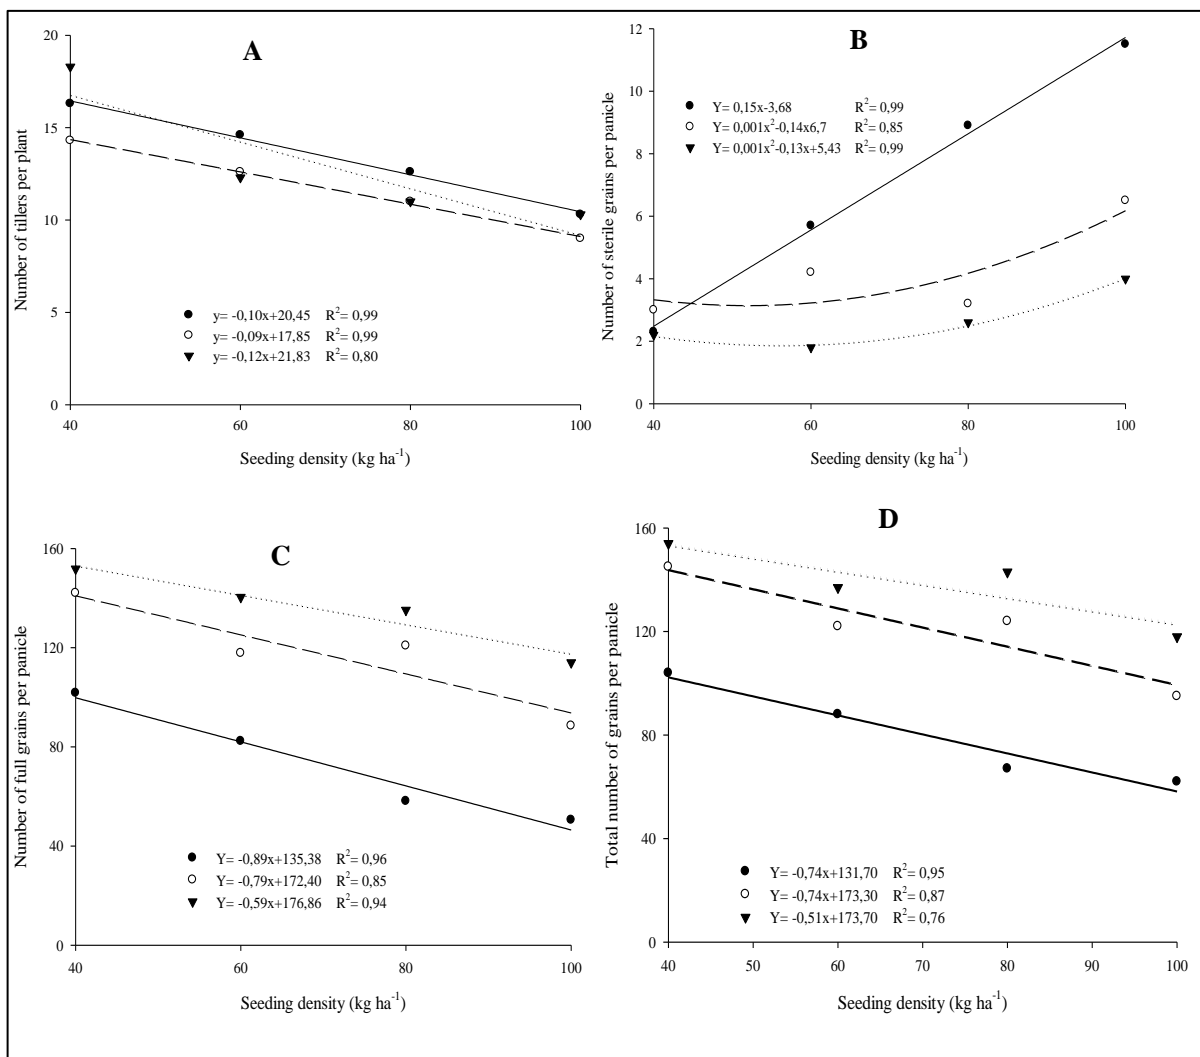 A
20
15
10
5
0
Number of tillers per plant
y= -0,10x+20,45 R²= 0,99
y= -0,09x+17,85 R²= 0,99
y= -0,12x+21,83 R²= 0,80
40 60 80 100
Seeding density (kg ha⁻¹)
B
12
10
8
6
4
2
0
Number of sterile grains per panicle
Y= 0,15x-3,68 R²= 0,99
Y= 0,001x²-0,14x6,7 R²= 0,85
Y= 0,001x²-0,13x+5,43 R²= 0,99
40 60 80 100
Seeding density (kg ha⁻¹)
C
160
120
80
40
0
Number of full grains per panicle
Y= -0,89x+135,38 R²= 0,96
Y= -0,79x+172,40 R²= 0,85
Y= -0,59x+176,86 R²= 0,94
40 60 80 100
Seeding density (kg ha⁻¹)
D
160
120
80
40
0
Total number of grains per panicle
Y= -0,74x+131,70 R²= 0,95
Y= -0,74x+173,30 R²= 0,87
Y= -0,51x+173,70 R²= 0,76
40 50 60 70 80 90 100
Seeding density (kg ha⁻¹)